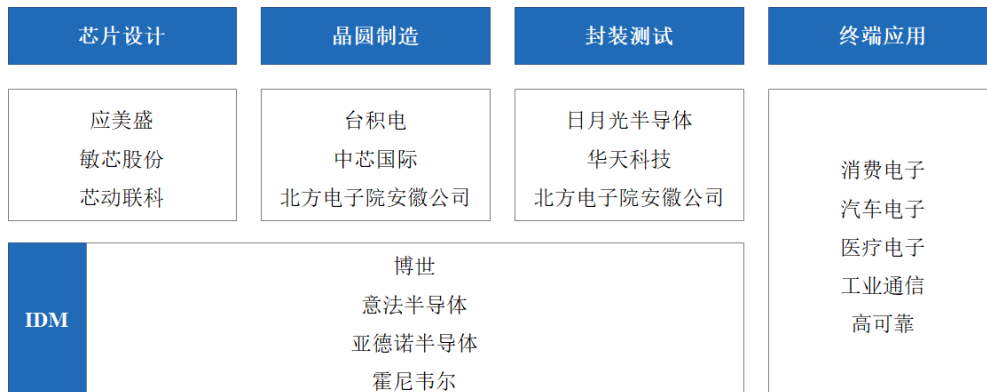 芯片设计
晶圆制造
封装测试
终端应用
应美盛
敏芯股份
芯动联科
台积电
中芯国际
北方电子院安徽公司
日月光半导体
华天科技
北方电子院安徽公司
消费电子
汽车电子
医疗电子
工业通信
高可靠
IDM
博世
意法半导体
亚德诺半导体
霍尼韦尔